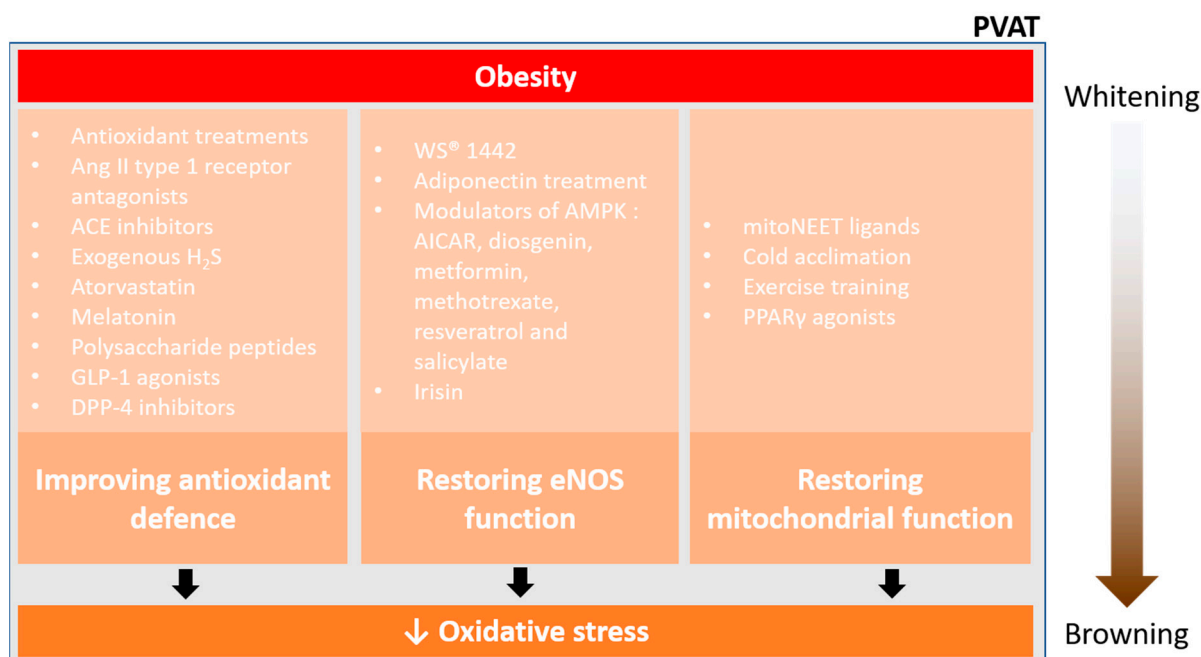 PVAT
Obesity
Whitening
• Antioxidant treatments
• Ang II type 1 receptor
antagonists
• ACE inhibitors
• Exogenous H₂S
• Atorvastatin
• Melatonin
• Polysaccharide peptides
• GLP-1 agonists
• DPP-4 inhibitors
Improving antioxidant
defence
• WS® 1442
• Adiponectin treatment
• Modulators of AMPK :
AICAR, diosgenin,
metformin,
methotrexate,
resveratrol and
salicylate
• Irisin
Restoring eNOS
function
• mitoNEET ligands
• Cold acclimation
• Exercise training
• PPARγ agonists
Restoring
mitochondrial function
↓ Oxidative stress
Browning